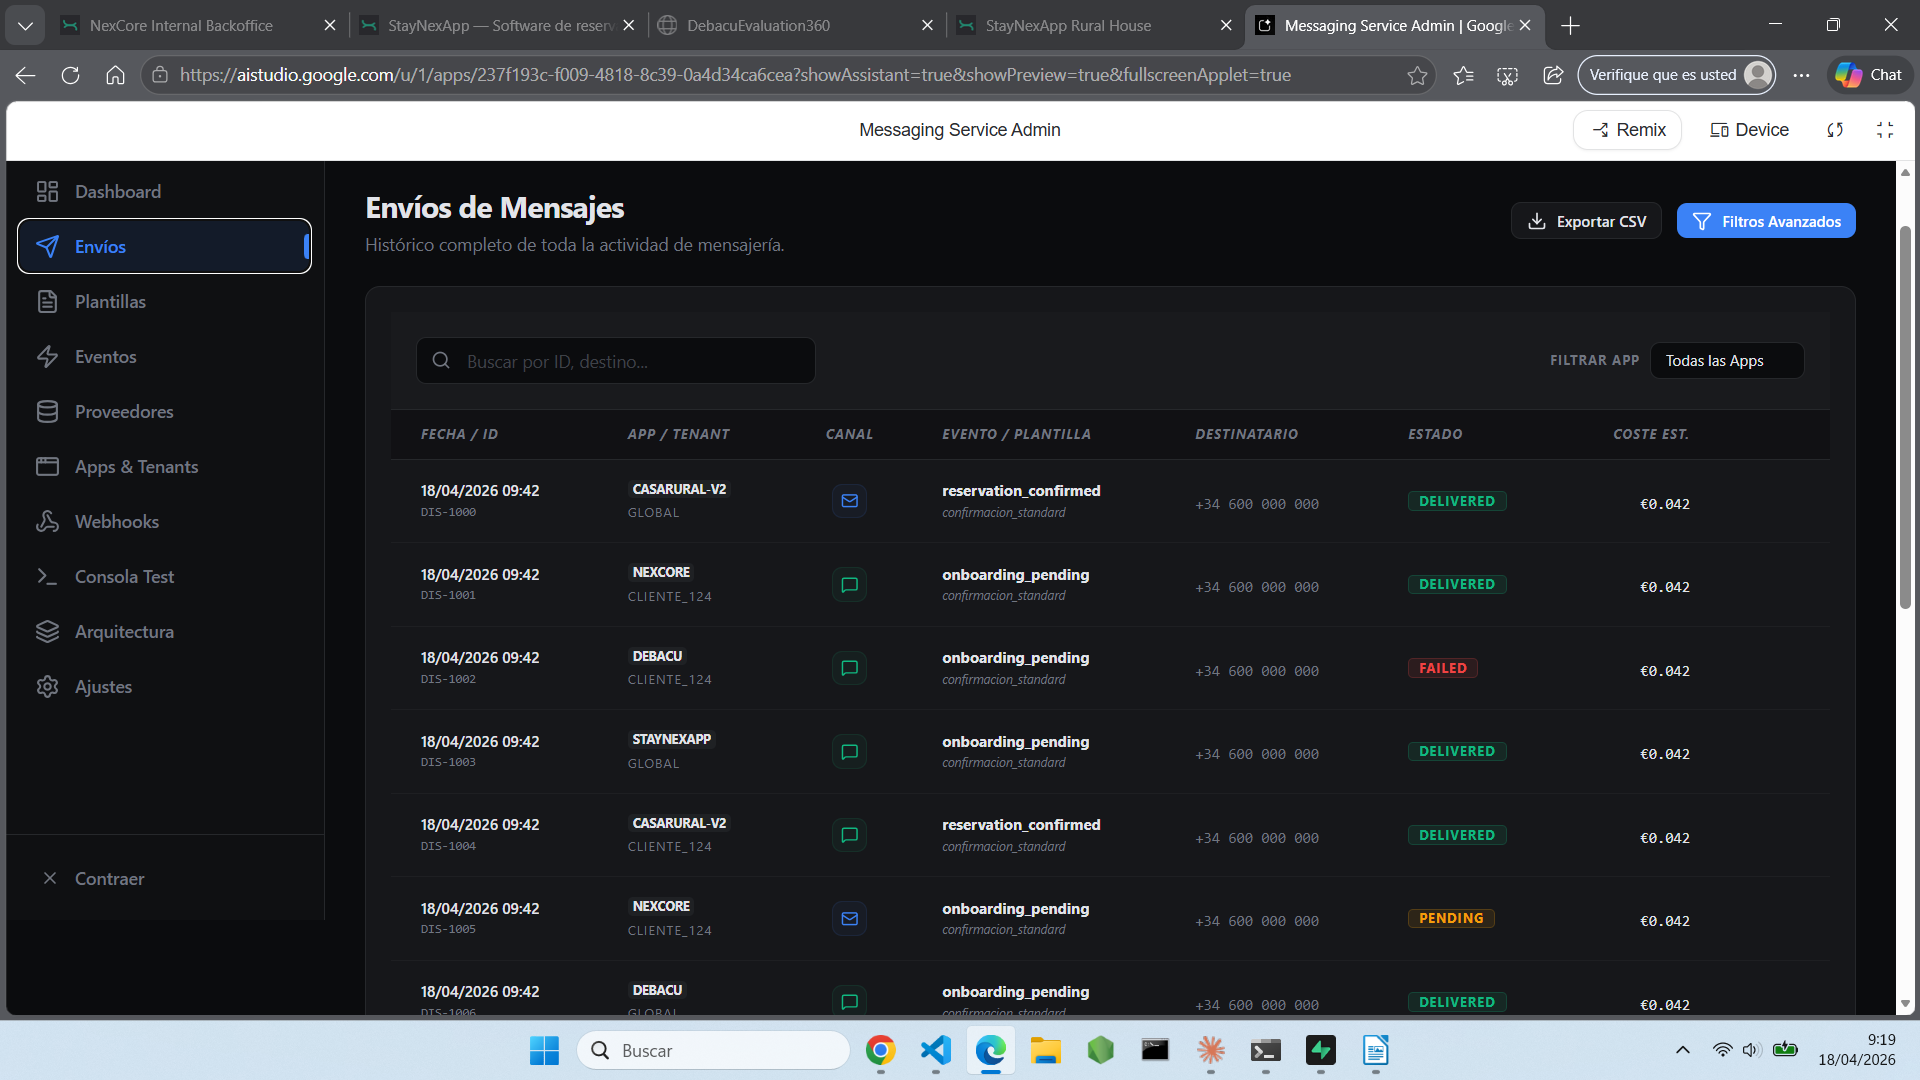 NexCore Internal Backoffice
StayNexApp — Software de reserv
DebacuEvaluation360
StayNexApp Rural House
Messaging Service Admin | Google
https://aistudio.google.com/u/1/apps/237f193c-f009-4818-8c39-0a4d34ca6cea?showAssistant=true&showPreview=true&fullscreenApplet=true
Verifique que es usted
Chat
Messaging Service Admin
Remix
Device
Dashboard
Envíos
Plantillas
Eventos
Proveedores
Apps & Tenants
Webhooks
Consola Test
Arquitectura
Ajustes
Contraer
Envíos de Mensajes
Histórico completo de toda la actividad de mensajería.
Exportar CSV
Filtros Avanzados
Buscar por ID, destino...
FILTRAR APP
Todas las Apps
FECHA / ID APP / TENANT CANAL EVENTO / PLANTILLA DESTINATARIO ESTADO COSTE EST.
18/04/2026 09:42 CASARURAL-V2 reservation_confirmed +34 600 000 000 DELIVERED €0.042
DIS-1000 GLOBAL confirmacion_standard
18/04/2026 09:42 NEXCORE onboarding_pending +34 600 000 000 DELIVERED €0.042
DIS-1001 CLIENTE_124 confirmacion_standard
18/04/2026 09:42 DEBACU onboarding_pending +34 600 000 000 FAILED €0.042
DIS-1002 CLIENTE_124 confirmacion_standard
18/04/2026 09:42 STAYNEXAPP onboarding_pending +34 600 000 000 DELIVERED €0.042
DIS-1003 GLOBAL confirmacion_standard
18/04/2026 09:42 CASARURAL-V2 reservation_confirmed +34 600 000 000 DELIVERED €0.042
DIS-1004 CLIENTE_124 confirmacion_standard
18/04/2026 09:42 NEXCORE onboarding_pending +34 600 000 000 PENDING €0.042
DIS-1005 CLIENTE_124 confirmacion_standard
18/04/2026 09:42 DEBACU onboarding_pending +34 600 000 000 DELIVERED €0.042
DIS-1006 GLOBAL confirmacion_standard
Buscar
9:19
18/04/2026